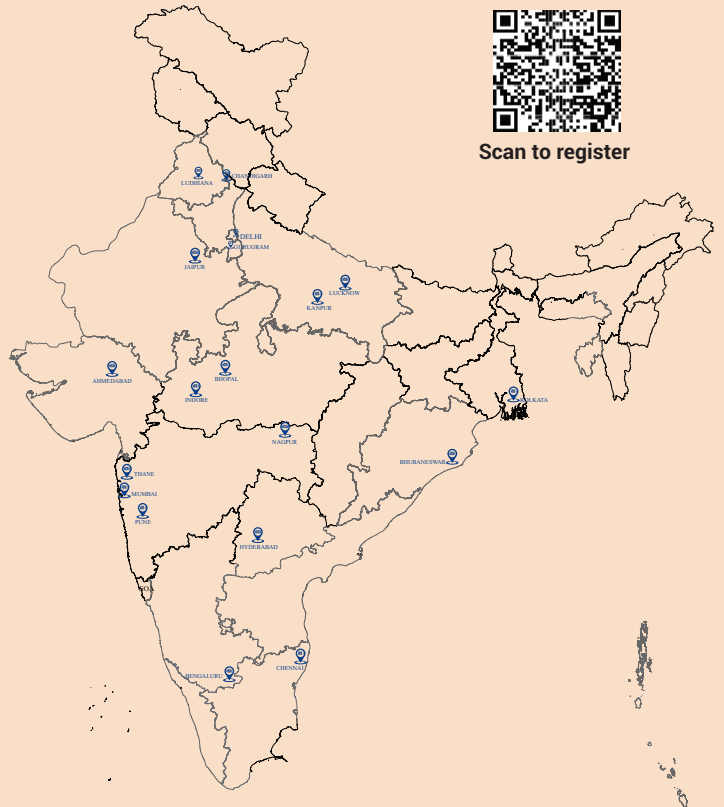 Scan to register
LUDHIANA
CHANDIGARH
DELHI
GURUGRAM
JAIPUR
LUCKNOW
KANPUR
AHMEDABAD
BHOPAL
INDORE
KOLKATA
NAGPUR
BHUBANESWAR
THANE
MUMBAI
PUNE
HYDERABAD
GOA
CHENNAI
BENGALURU